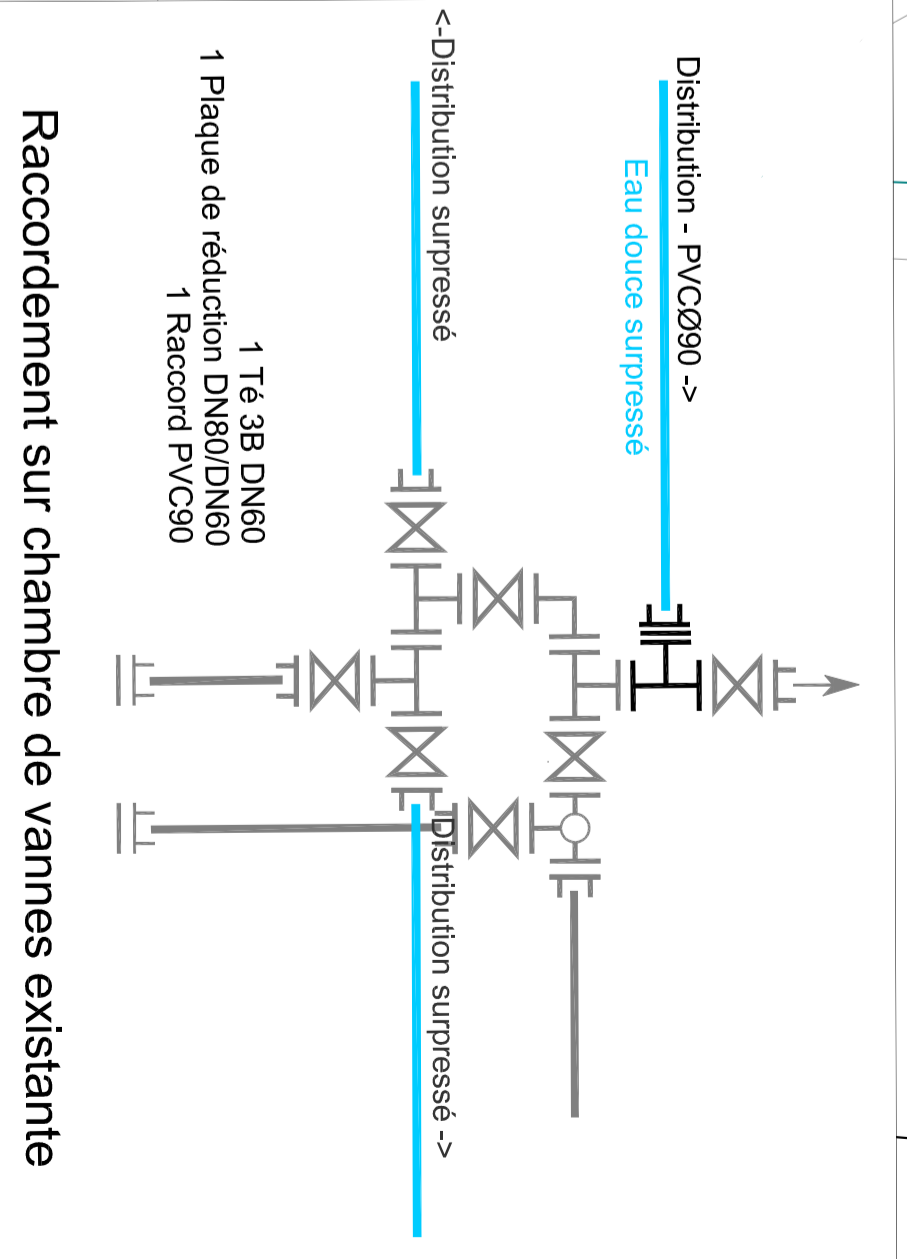 Distribution - PVCØ90 ->
Eau douce surpressé
<-Distribution surpressé
Distribution surpressé ->
1 Té 3B DN60
1 Plaque de réduction DN80/DN60
1 Raccord PVC90
Raccordement sur chambre de vannes existante